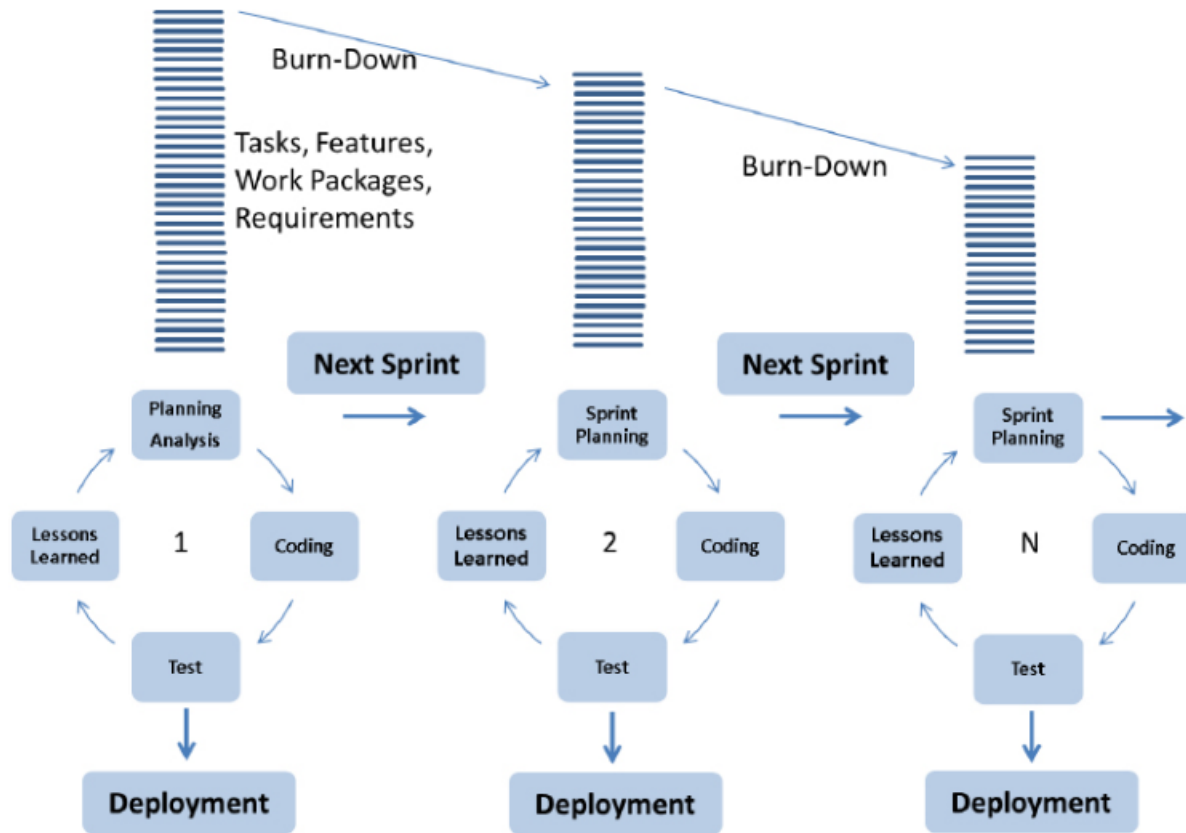 Burn-Down
Tasks, Features,
Work Packages,
Requirements
Burn-Down
Next Sprint
Next Sprint
Planning
Analysis
Lessons
Learned
1
Coding
Test
Deployment
Sprint
Planning
Lessons
Learned
2
Coding
Test
Deployment
Sprint
Planning
Lessons
Learned
N
Coding
Test
Deployment